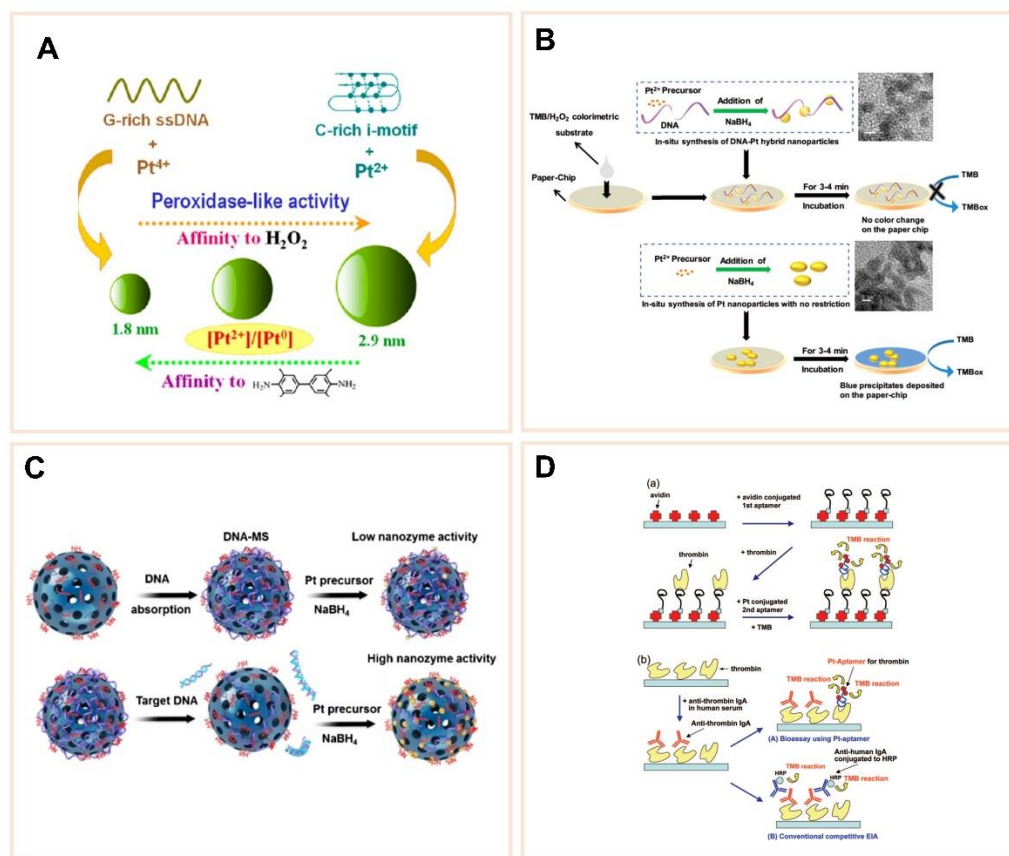 A
G-rich ssDNA
+
Pt4+
C-rich i-motif
+
Pt2+
Peroxidase-like activity
Affinity to H2O2
1.8 nm
[Pt2+]/[Pt0]
2.9 nm
Affinity to H2N NH2
B
Pt2+ Precursor
DNA
Addition of
NaBH4
In-situ synthesis of DNA-Pt hybrid nanoparticles
TMB/H2O2 colorimetric
substrate
Paper-Chip
For 3-4 min
Incubation
TMB
TMBox
No color change
on the paper chip
Pt2+ Precursor
Addition of
NaBH4
In-situ synthesis of Pt nanoparticles with no restriction
For 3-4 min
Incubation
TMB
TMBox
Blue precipitates deposited
on the paper-chip
C
DNA
absorption
DNA-MS
Pt precursor
NaBH4
Low nanozyme activity
Target DNA
Pt precursor
NaBH4
High nanozyme activity
D
(a)
avidin
+ avidin conjugated
1st aptamer
TMB reaction
thrombin
+ thrombin
+ Pt conjugated
2nd aptamer
+ TMB
(b)
thrombin
+ anti-thrombin IgA
in human serum
Anti-thrombin IgA
Pt-Aptamer for thrombin
TMB reaction
TMB reaction
(A) Bioassay using Pt-aptamer
Anti-human IgA
conjugated to HRP
HRP
TMB reaction
HRP
TMB reaction
(B) Conventional competitive EIA